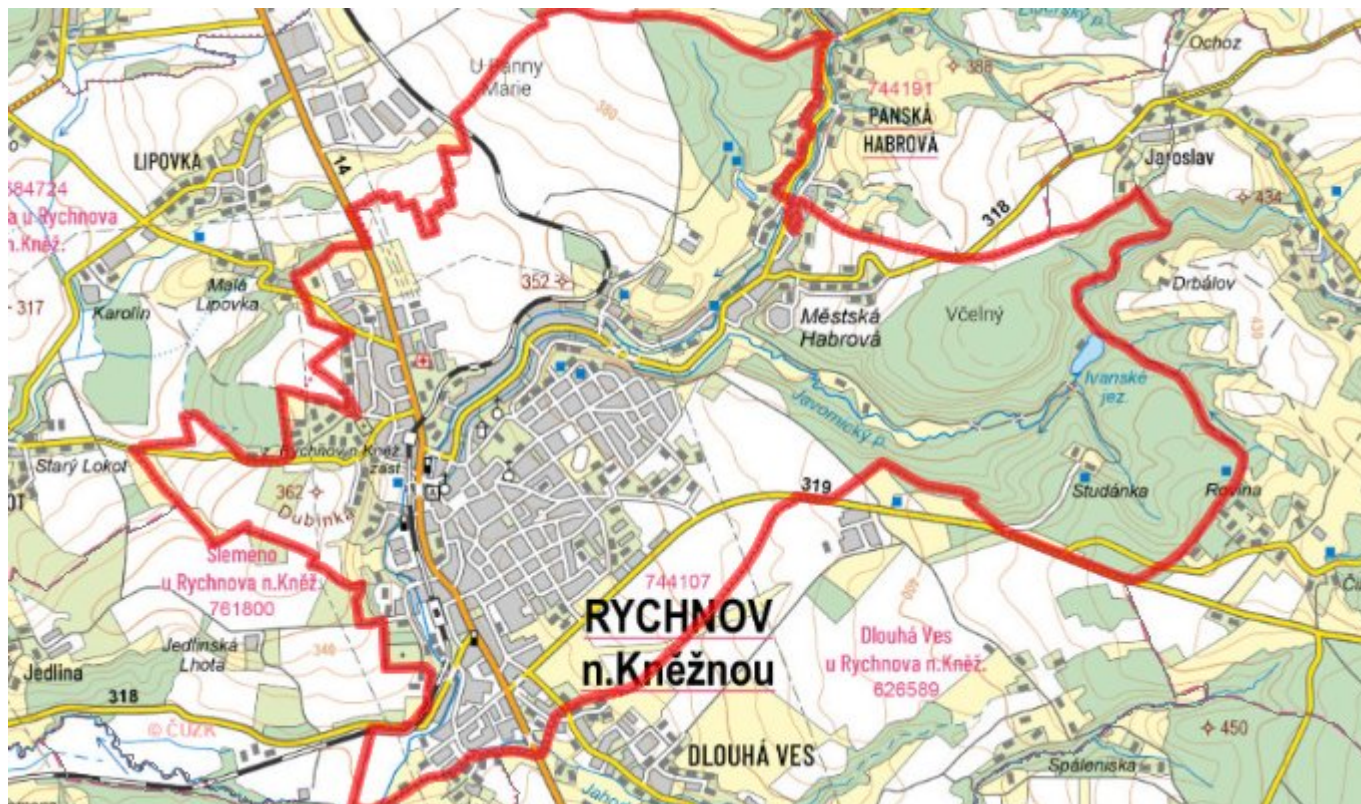 Ochoz
388
U Panny
Marie
744191
380
PANSKÁ
HABROVÁ
14
LIPOVKA
Jaroslav
684724
a u Rychnova
n.Kněž.
434
318
352
Malá
Lipovka
Drbálov
317
Karolín
Včelný
Městská
Habrová
Ivanské
jez.
Javornický p.
Starý Lokot
z. Rychnov n.Kněž.
zast.
319
362
Dubinka
Studánka
Rovina
Slemeno
u Rychnova n.Kněž.
761800
744107
RYCHNOV
n.Kněžnou
400
Dlouhá Ves
u Rychnova n.Kněž.
626589
Jedlinská
Lhota
340
Jedlina
318
© ČÚZK
450
DLOUHÁ VES
Spáleniska